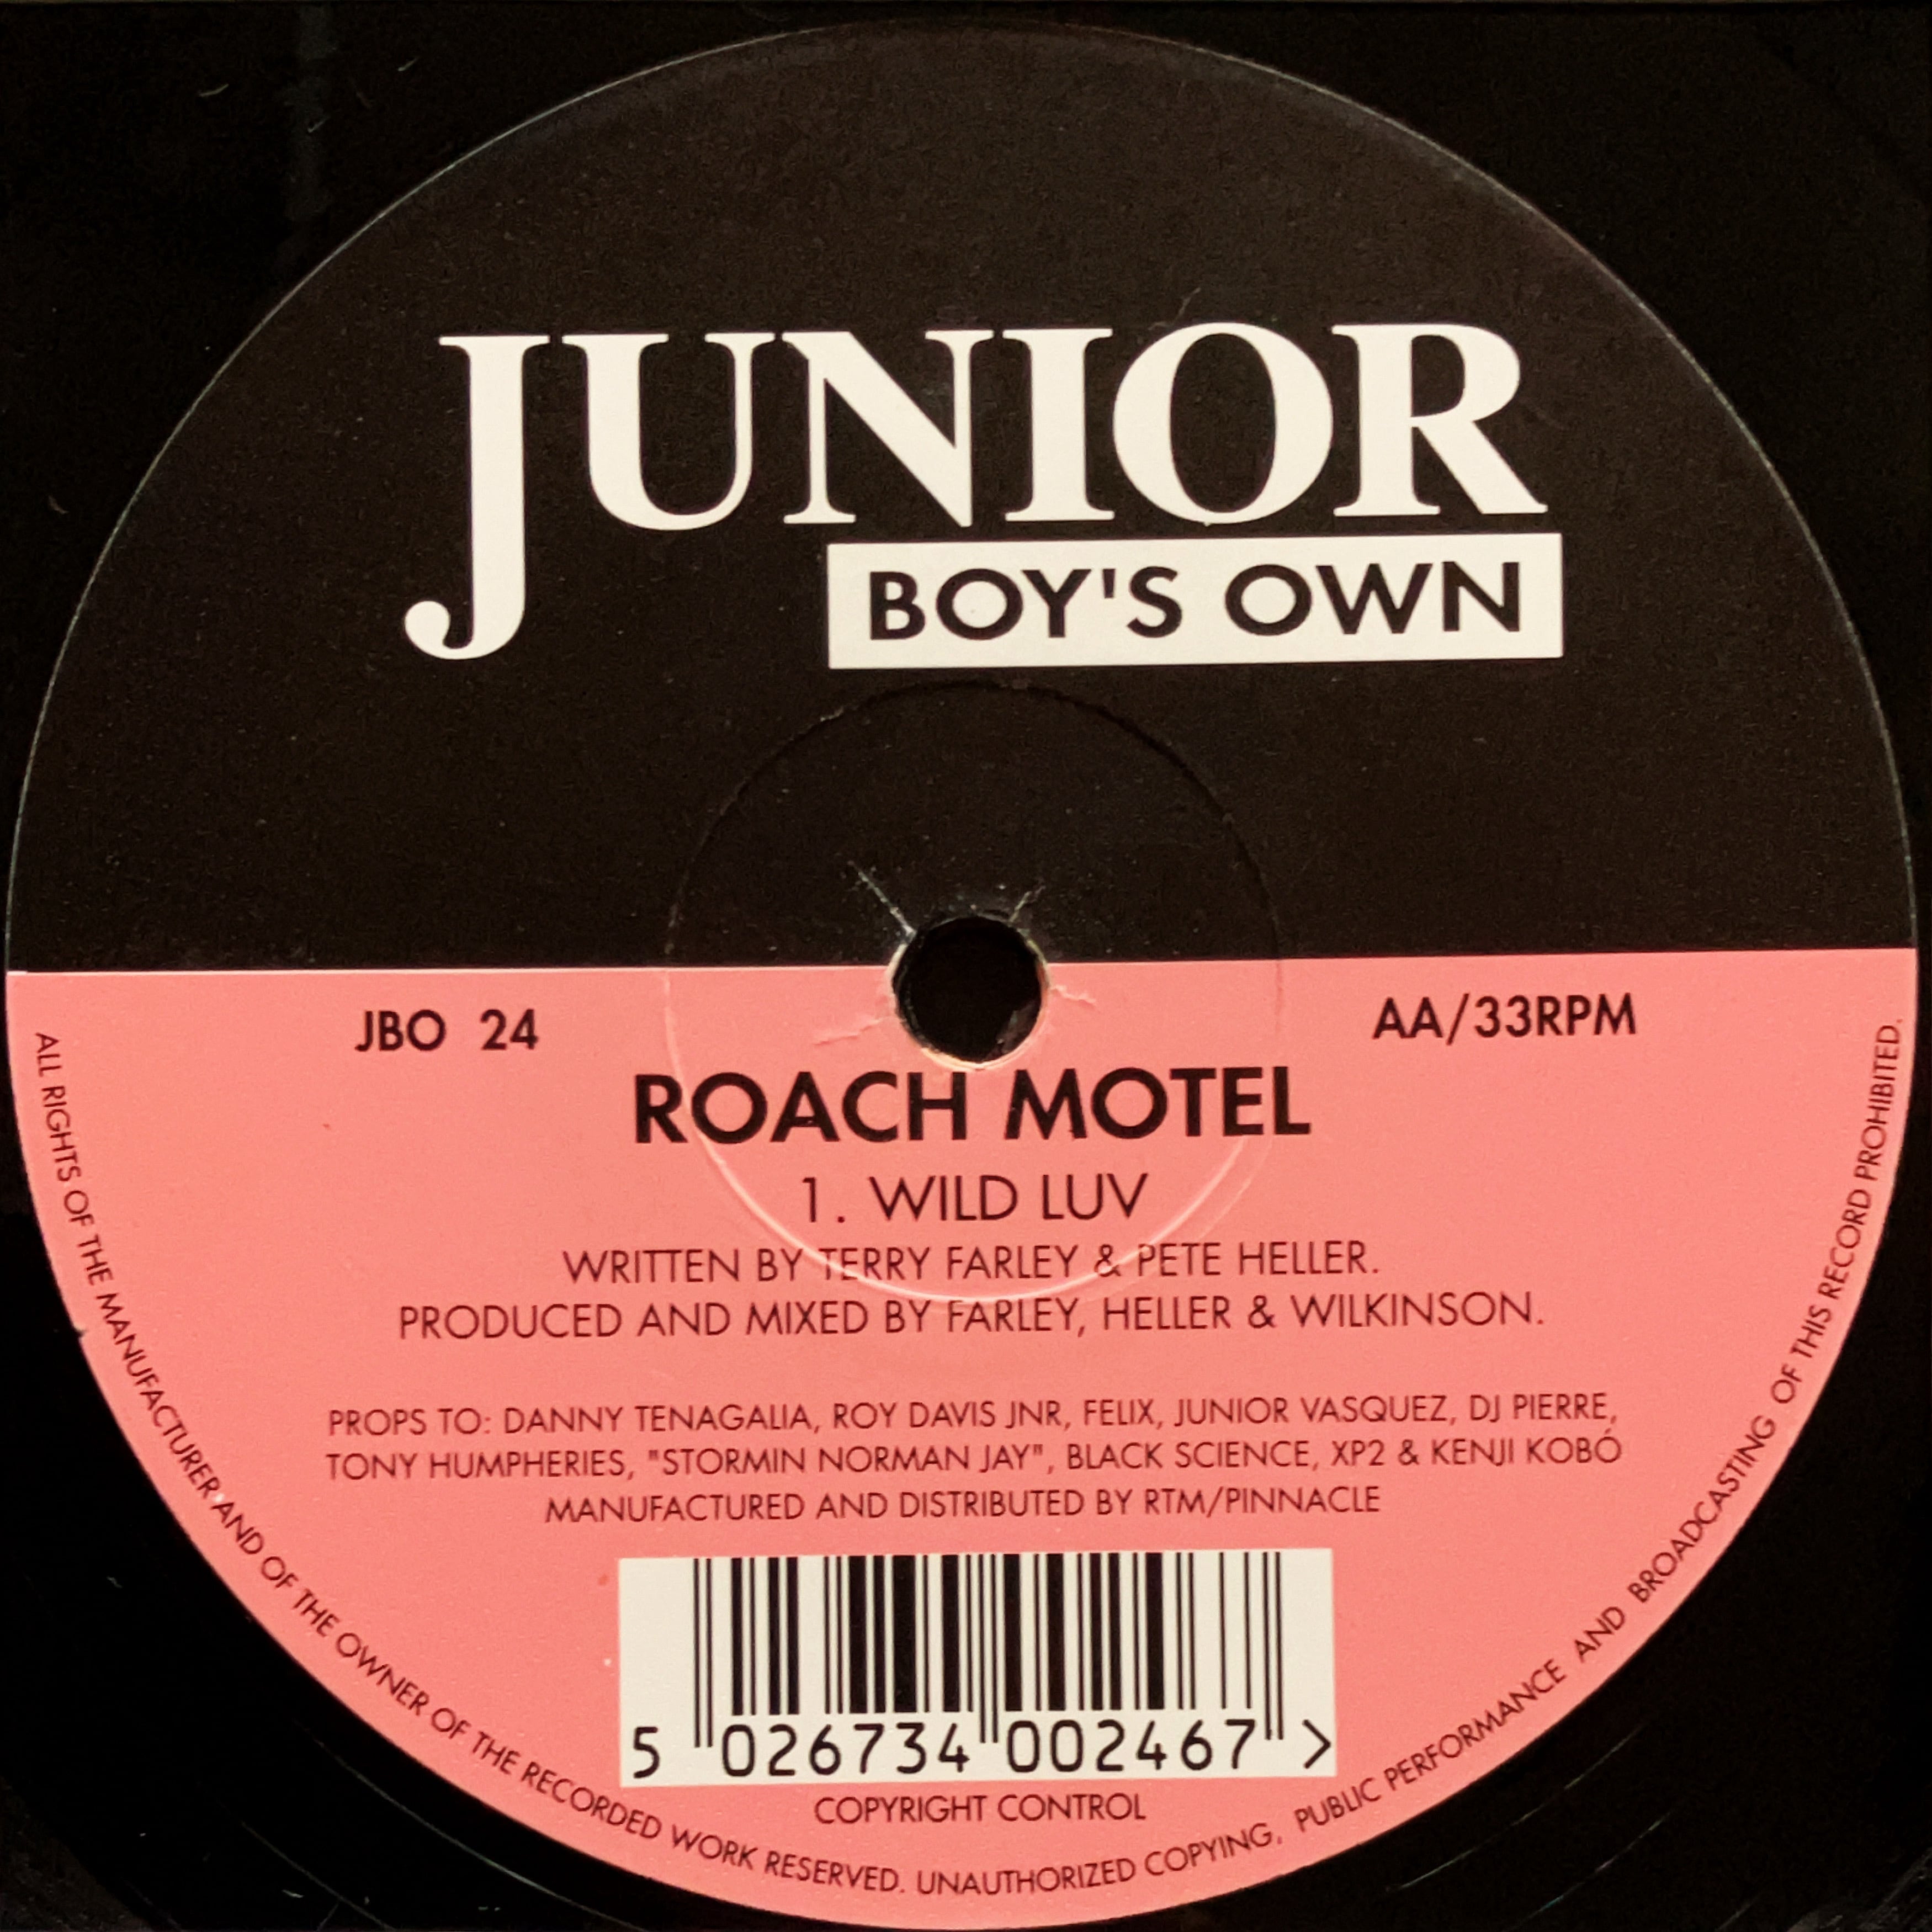 JUNIOR
BOY'S OWN
JBO 24
AA/33RPM
ROACH MOTEL
1. WILD LUV
WRITTEN BY TERRY FARLEY & PETE HELLER.
PRODUCED AND MIXED BY FARLEY, HELLER & WILKINSON.
PROPS TO: DANNY TENAGALIA, ROY DAVIS JNR, FELIX, JUNIOR VASQUEZ, DJ PIERRE,
TONY HUMPHERIES, "STORMIN NORMAN JAY", BLACK SCIENCE, XP2 & KENJI KOBÓ
MANUFACTURED AND DISTRIBUTED BY RTM/PINNACLE
5 026734 002467 >
COPYRIGHT CONTROL
ALL RIGHTS OF THE MANUFACTURER AND OF THE OWNER OF THE RECORDED WORK RESERVED. UNAUTHORIZED COPYING, PUBLIC PERFORMANCE AND BROADCASTING OF THIS RECORD PROHIBITED.